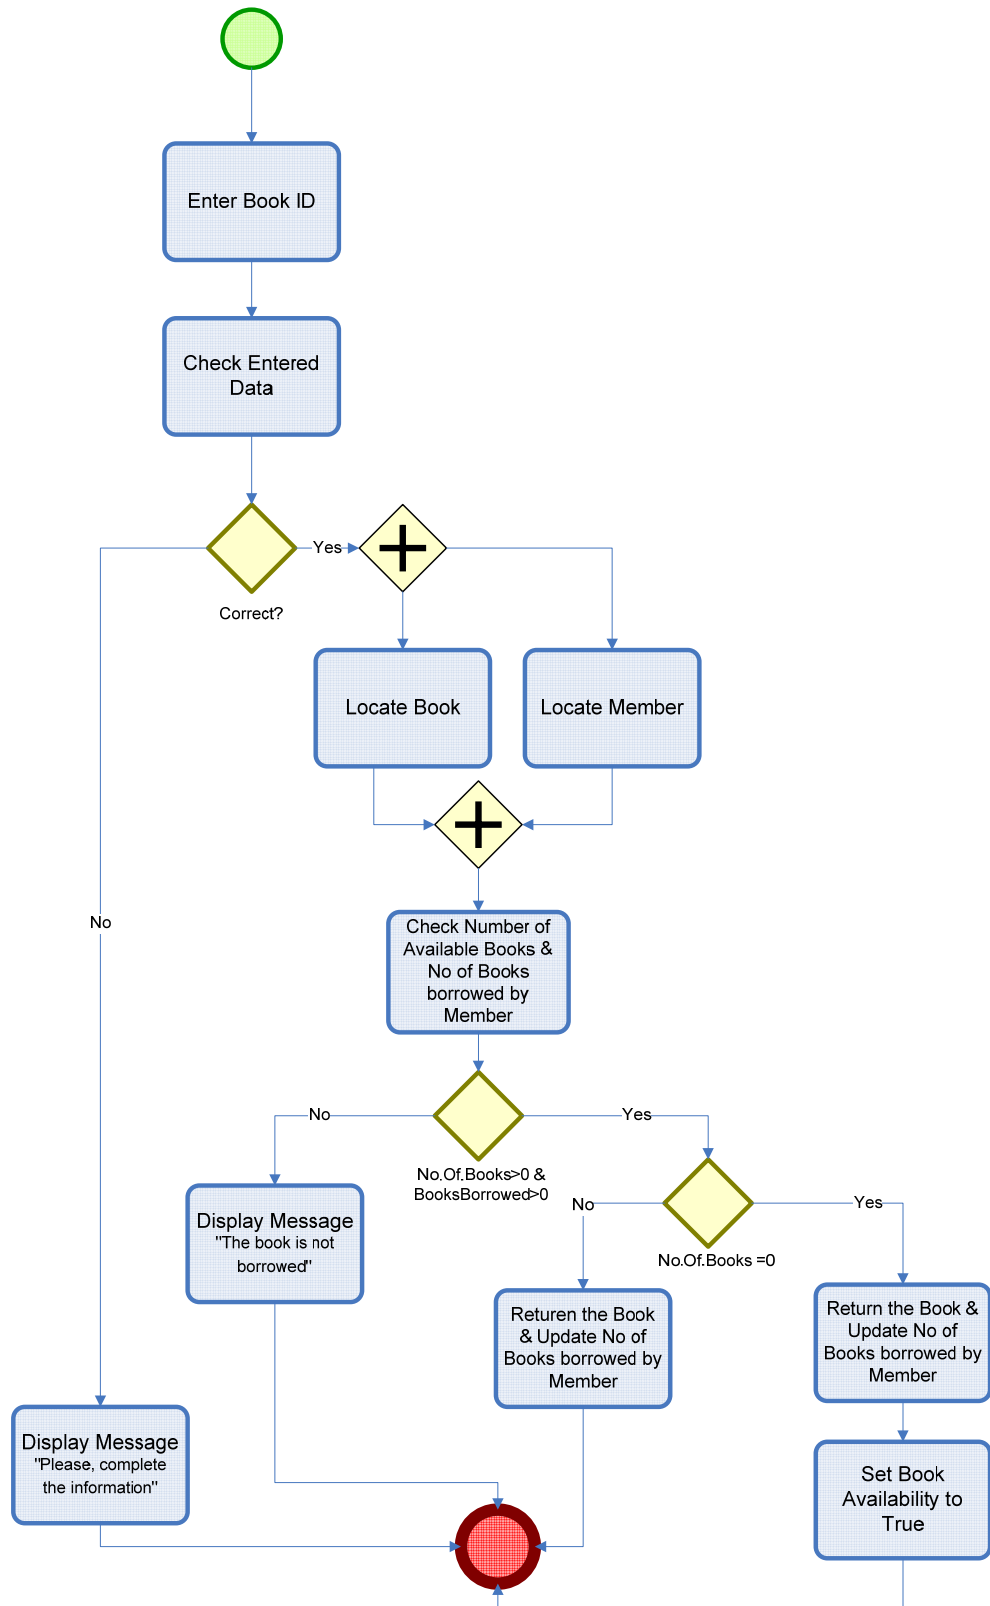 Enter Book ID
Check Entered
Data
Yes
Correct?
Locate Book
Locate Member
No
Check Number of
Available Books &
No of Books
borrowed by
Member
No
Yes
No.Of.Books>0 &
BooksBorrowed>0
Display Message
"The book is not
borrowed"
No
Yes
No.Of.Books =0
Returen the Book
& Update No of
Books borrowed by
Member
Return the Book &
Update No of
Books borrowed by
Member
Display Message
"Please, complete
the information"
Set Book
Availability to
True